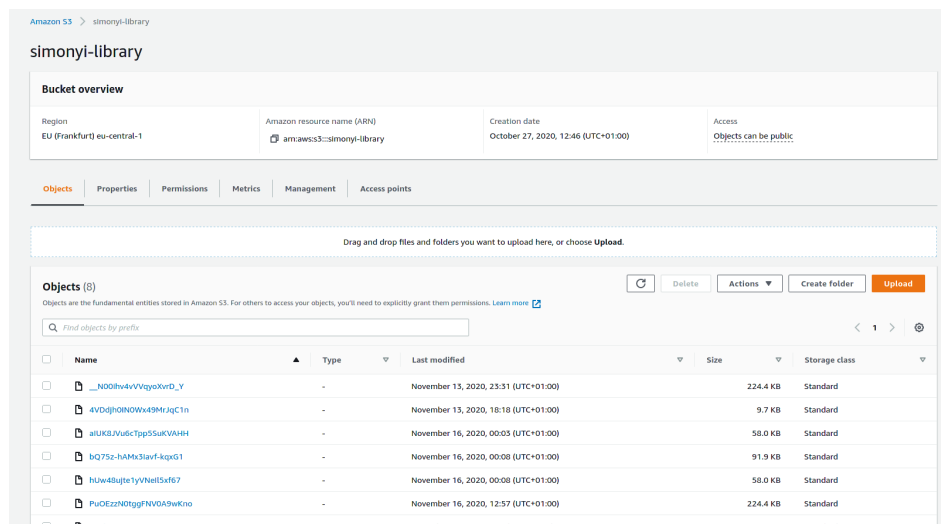 Amazon S3 > simonyi-library
simonyi-library
Bucket overview
Region
EU (Frankfurt) eu-central-1
Amazon resource name (ARN)
arn:aws:s3:::simonyi-library
Creation date
October 27, 2020, 12:46 (UTC+01:00)
Access
Objects can be public
Objects Properties Permissions Metrics Management Access points
Drag and drop files and folders you want to upload here, or choose Upload.
Objects (8)
Delete Actions Create folder Upload
Objects are the fundamental entities stored in Amazon S3. For others to access your objects, you'll need to explicitly grant them permissions. Learn more
Find objects by prefix
< 1 >
Name Type Last modified Size Storage class
__N00Ihv4vVVqyoXvrD_Y - November 13, 2020, 23:31 (UTC+01:00) 224.4 KB Standard
4VDdjh0IN0Wx49MrJqC1n - November 13, 2020, 18:18 (UTC+01:00) 9.7 KB Standard
aIUK8JVu6cTpp5SuKVAHH - November 16, 2020, 00:03 (UTC+01:00) 58.0 KB Standard
bQ75z-hAMx3Iavf-kqxG1 - November 16, 2020, 00:08 (UTC+01:00) 91.9 KB Standard
hUw48ujte1yVNeIl5xf67 - November 16, 2020, 00:08 (UTC+01:00) 58.0 KB Standard
PuOEzzN0tggFNV0A9wKno - November 16, 2020, 12:57 (UTC+01:00) 224.4 KB Standard